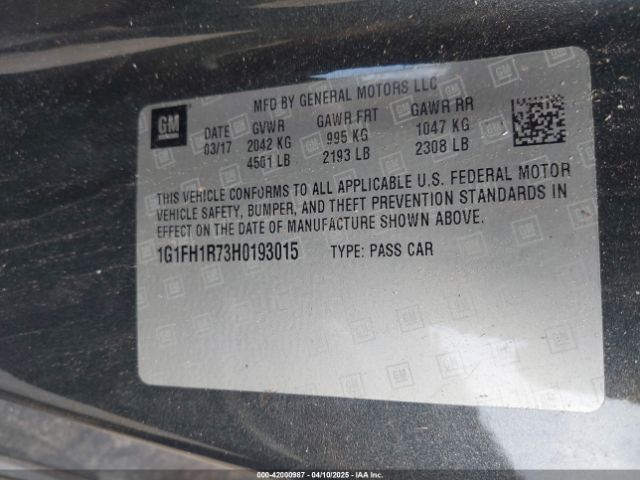 MFD BY GENERAL MOTORS LLC
GM
DATE GVWR GAWR FRT GAWR RR
03/17 2042 KG 995 KG 1047 KG
4501 LB 2193 LB 2308 LB
THIS VEHICLE CONFORMS TO ALL APPLICABLE U.S. FEDERAL MOTOR
VEHICLE SAFETY, BUMPER, AND THEFT PREVENTION STANDARDS IN
EFFECT ON THE DATE OF MANUFACTURE SHOWN ABOVE.
1G1FH1R73H0193015 TYPE: PASS CAR
000-42000987 - 04/10/2025 - IAAI.COM